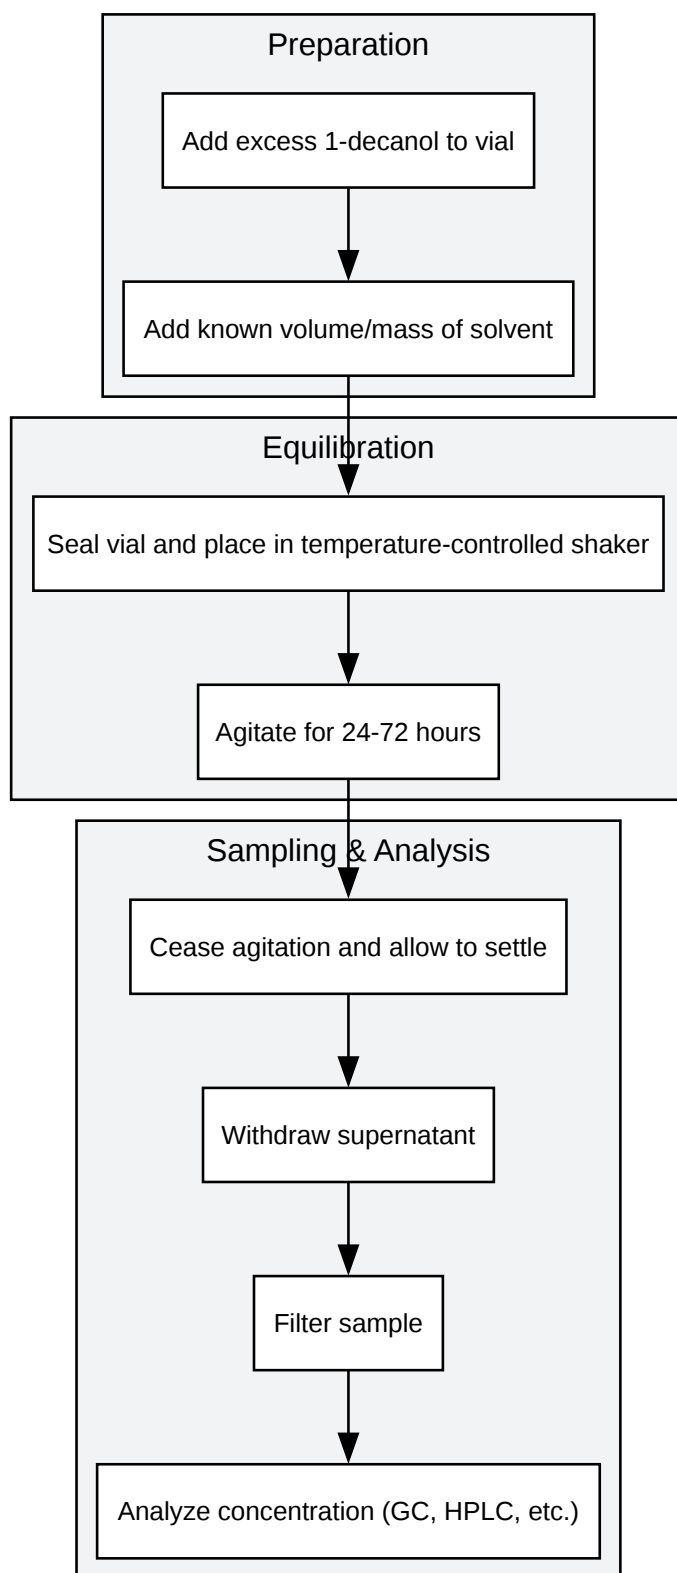 Preparation
Add excess 1-decanol to vial
Add known volume/mass of solvent
Equilibration
Seal vial and place in temperature-controlled shaker
Agitate for 24-72 hours
Sampling & Analysis
Cease agitation and allow to settle
Withdraw supernatant
Filter sample
Analyze concentration (GC, HPLC, etc.)